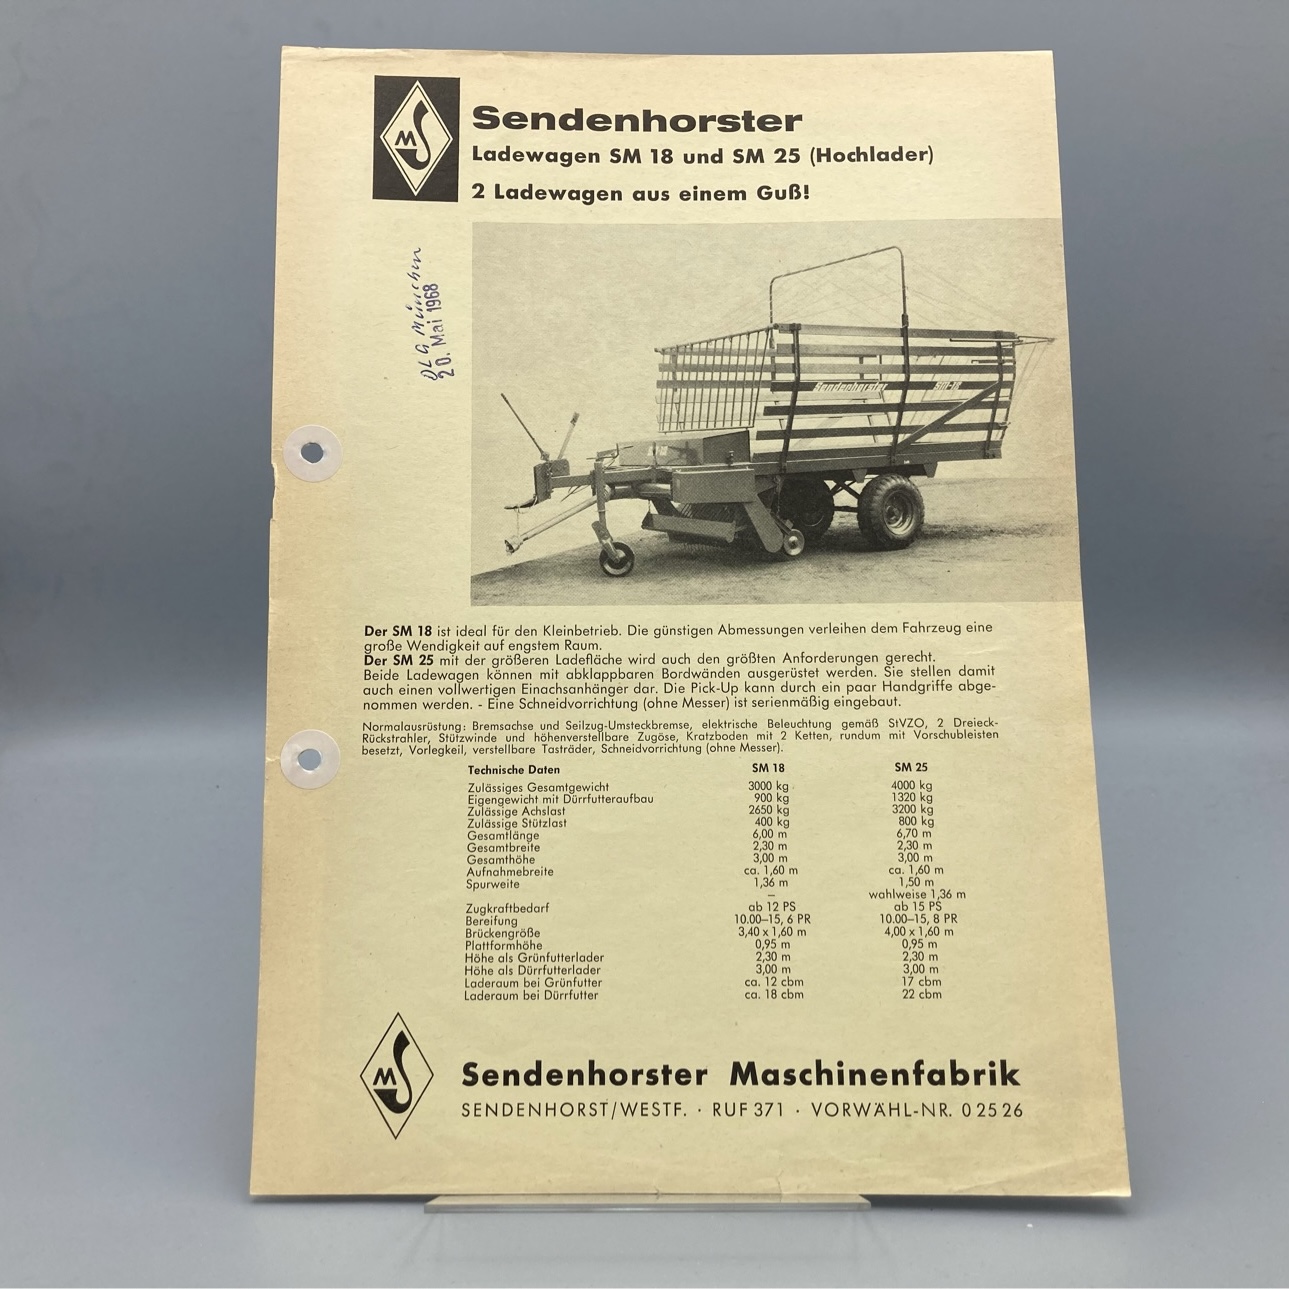 MS
Sendenhorster
Ladewagen SM 18 und SM 25 (Hochlader)
2 Ladewagen aus einem Guß!
DLG München
20. Mai 1968
Sendenhorster SM-18
Der SM 18 ist ideal für den Kleinbetrieb. Die günstigen Abmessungen verleihen dem Fahrzeug eine
große Wendigkeit auf engstem Raum.
Der SM 25 mit der größeren Ladefläche wird auch den größten Anforderungen gerecht.
Beide Ladewagen können mit abklappbaren Bordwänden ausgerüstet werden. Sie stellen damit
auch einen vollwertigen Einachsanhänger dar. Die Pick-Up kann durch ein paar Handgriffe abge-
nommen werden. - Eine Schneidvorrichtung (ohne Messer) ist serienmäßig eingebaut.
Normalausrüstung: Bremsachse und Seilzug-Umsteckbremse, elektrische Beleuchtung gemäß StVZO, 2 Dreieck-
Rückstrahler, Stützwinde und höhenverstellbare Zugöse, Kratzboden mit 2 Ketten, rundum mit Vorschubleisten
besetzt, Vorlegkeil, verstellbare Tasträder, Schneidvorrichtung (ohne Messer).
Technische Daten SM 18 SM 25
Zulässiges Gesamtgewicht 3000 kg 4000 kg
Eigengewicht mit Dürrfutteraufbau 900 kg 1320 kg
Zulässige Achslast 2650 kg 3200 kg
Zulässige Stützlast 400 kg 800 kg
Gesamtlänge 6,00 m 6,70 m
Gesamtbreite 2,30 m 2,30 m
Gesamthöhe 3,00 m 3,00 m
Aufnahmebreite ca. 1,60 m ca. 1,60 m
Spurweite 1,36 m 1,50 m
– wahlweise 1,36 m
Zugkraftbedarf ab 12 PS ab 15 PS
Bereifung 10.00–15, 6 PR 10.00–15, 8 PR
Brückengröße 3,40 x 1,60 m 4,00 x 1,60 m
Plattformhöhe 0,95 m 0,95 m
Höhe als Grünfutterlader 2,30 m 2,30 m
Höhe als Dürrfutterlader 3,00 m 3,00 m
Laderaum bei Grünfutter ca. 12 cbm 17 cbm
Laderaum bei Dürrfutter ca. 18 cbm 22 cbm
MS
Sendenhorster Maschinenfabrik
SENDENHORST/WESTF. · RUF 371 · VORWÄHL-NR. 0 25 26